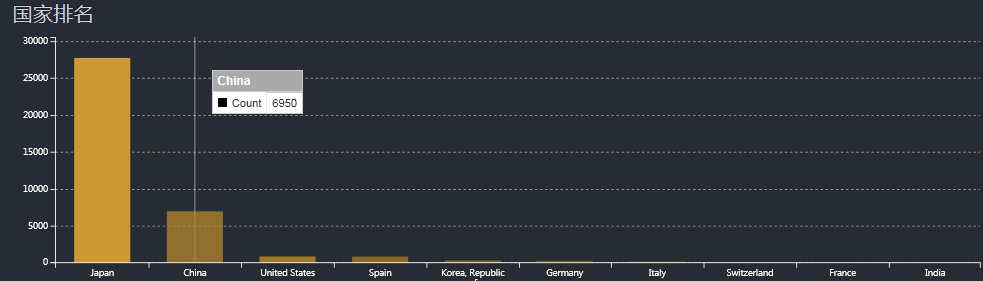 国家排名
30000
25000
20000
15000
10000
5000
0
China
Count 6950
Japan China United States Spain Korea, Republic Germany Italy Switzerland France India